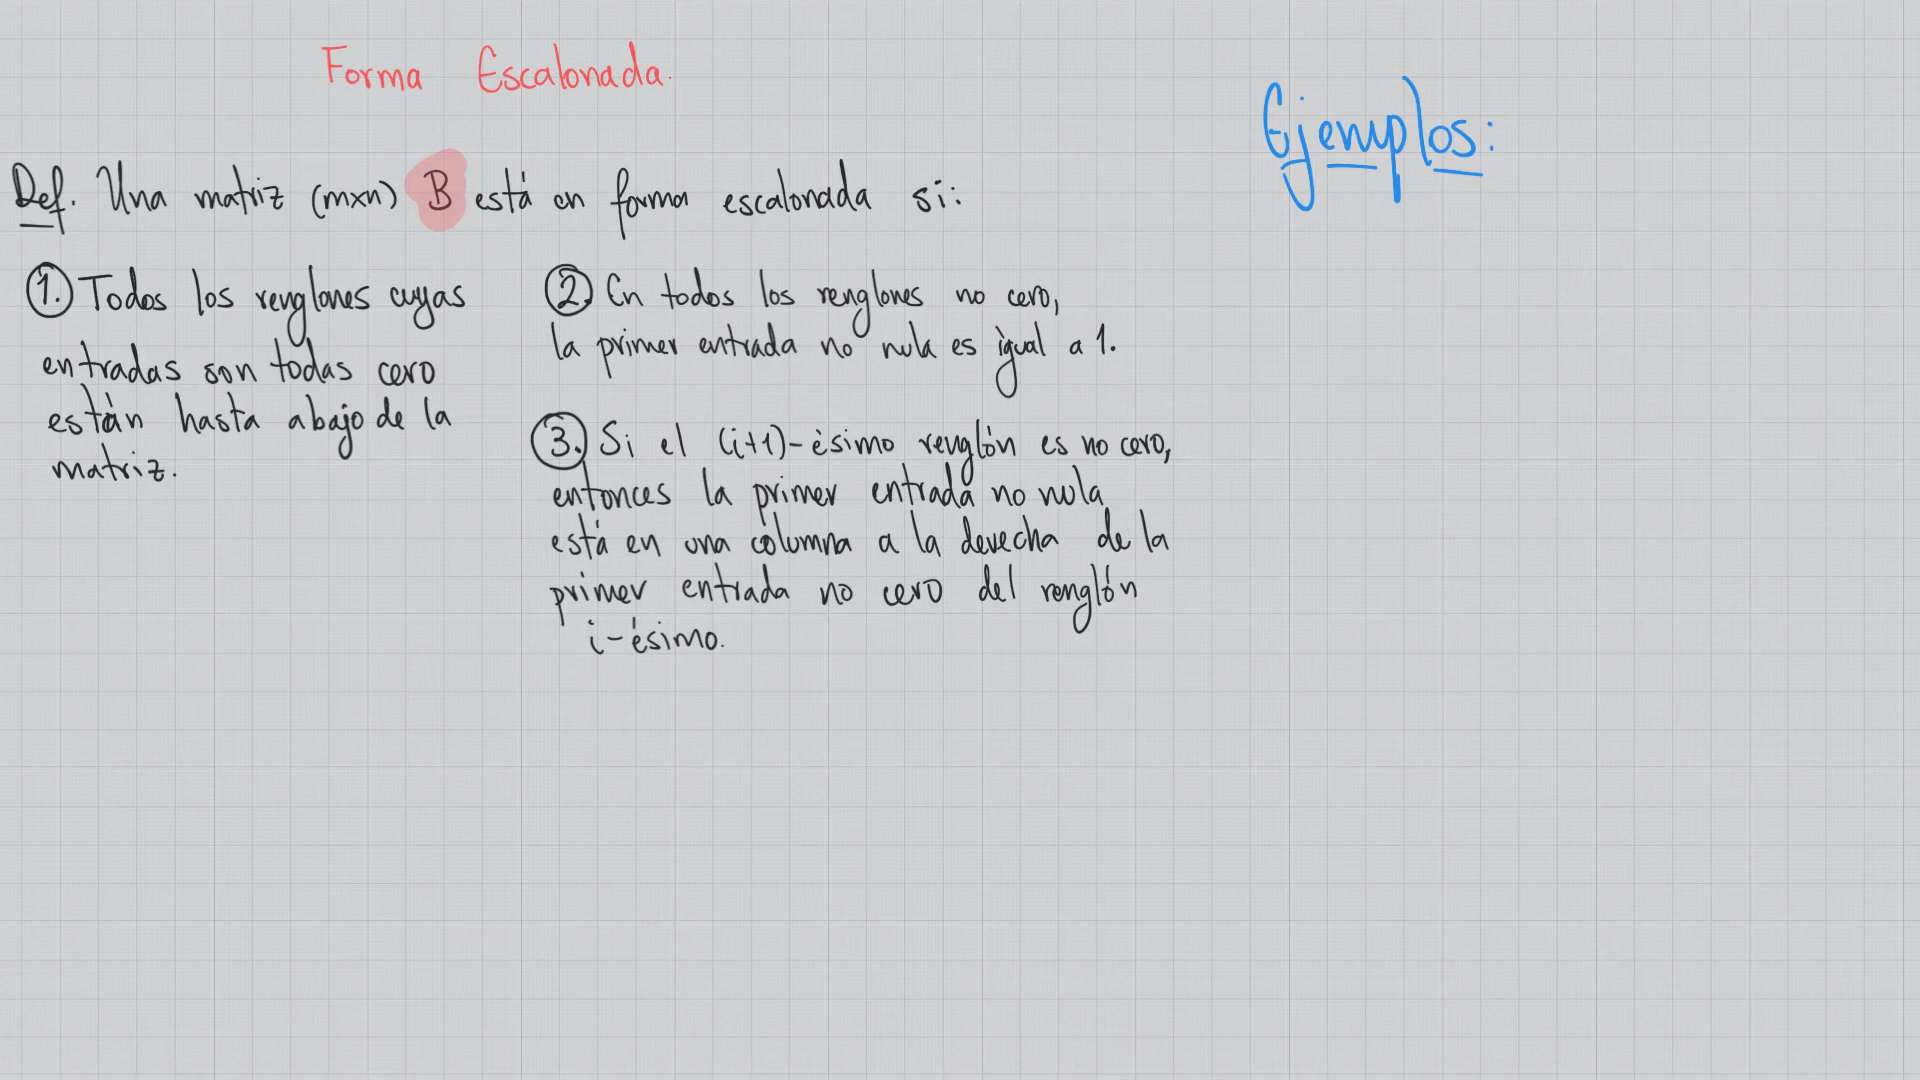 Forma Escalonada.
Ejemplos:
Def. Una matriz (mxn) B está en forma escalonada si:
1. Todos los renglones cuyas
entradas son todas cero
están hasta abajo de la
matriz.
2. En todos los renglones no cero,
la primer entrada no nula es igual a 1.
3. Si el (i+1)-ésimo renglón es no cero,
entonces la primer entrada no nula
está en una columna a la derecha de la
primer entrada no cero del renglón
i-ésimo.